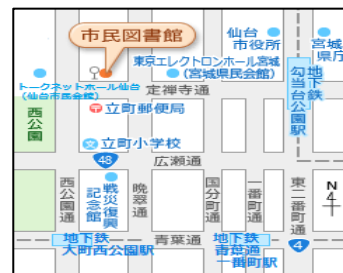 市民図書館
仙台
市役所
宮城
県庁
東京エレクトロンホール宮城
(宮城県民会館)
トークネットホール仙台
(仙台市民会館)
地下鉄
勾当台公園駅
定禅寺通
西公園
立町郵便局
立町小学校
48
広瀬通
西公園通
戦災復興
記念館
晩翠通
国分町通
一番町通
東二番町通
N
4
青葉通
地下鉄
大町西公園駅
地下鉄
青葉通
一番町駅